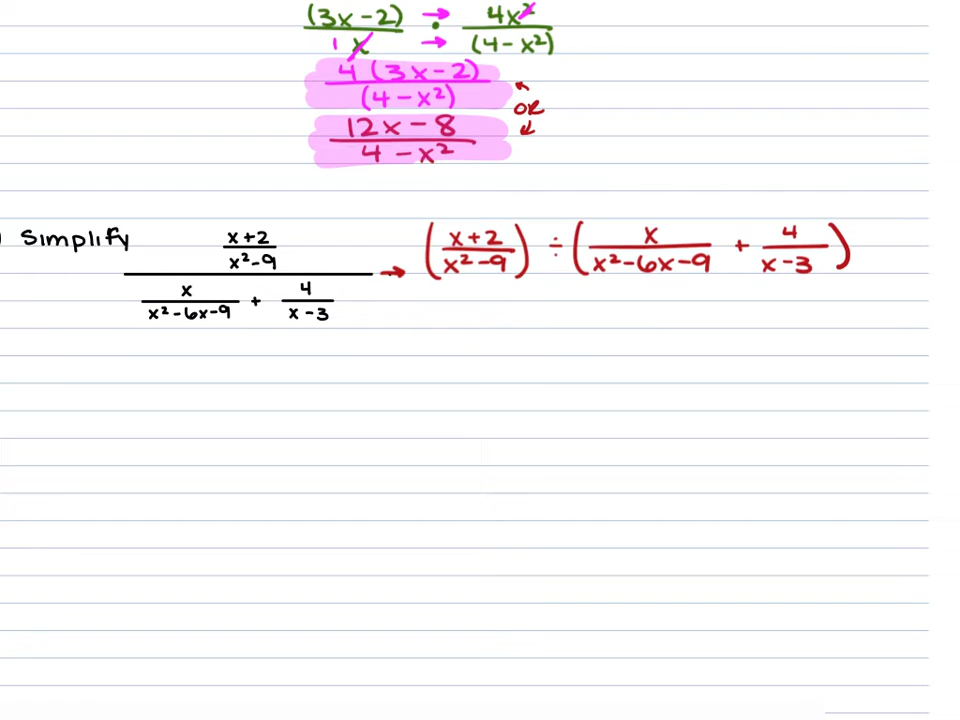 (3x-2)/x 1 → → • 4x²/(4-x²)
4(3x-2)/(4-x²)
OR
12x-8/4-x²
) Simplify (x+2/x²-9)/(x/x²-6x-9 + 4/x-3) → (x+2/x²-9) ÷ (x/x²-6x-9 + 4/x-3)